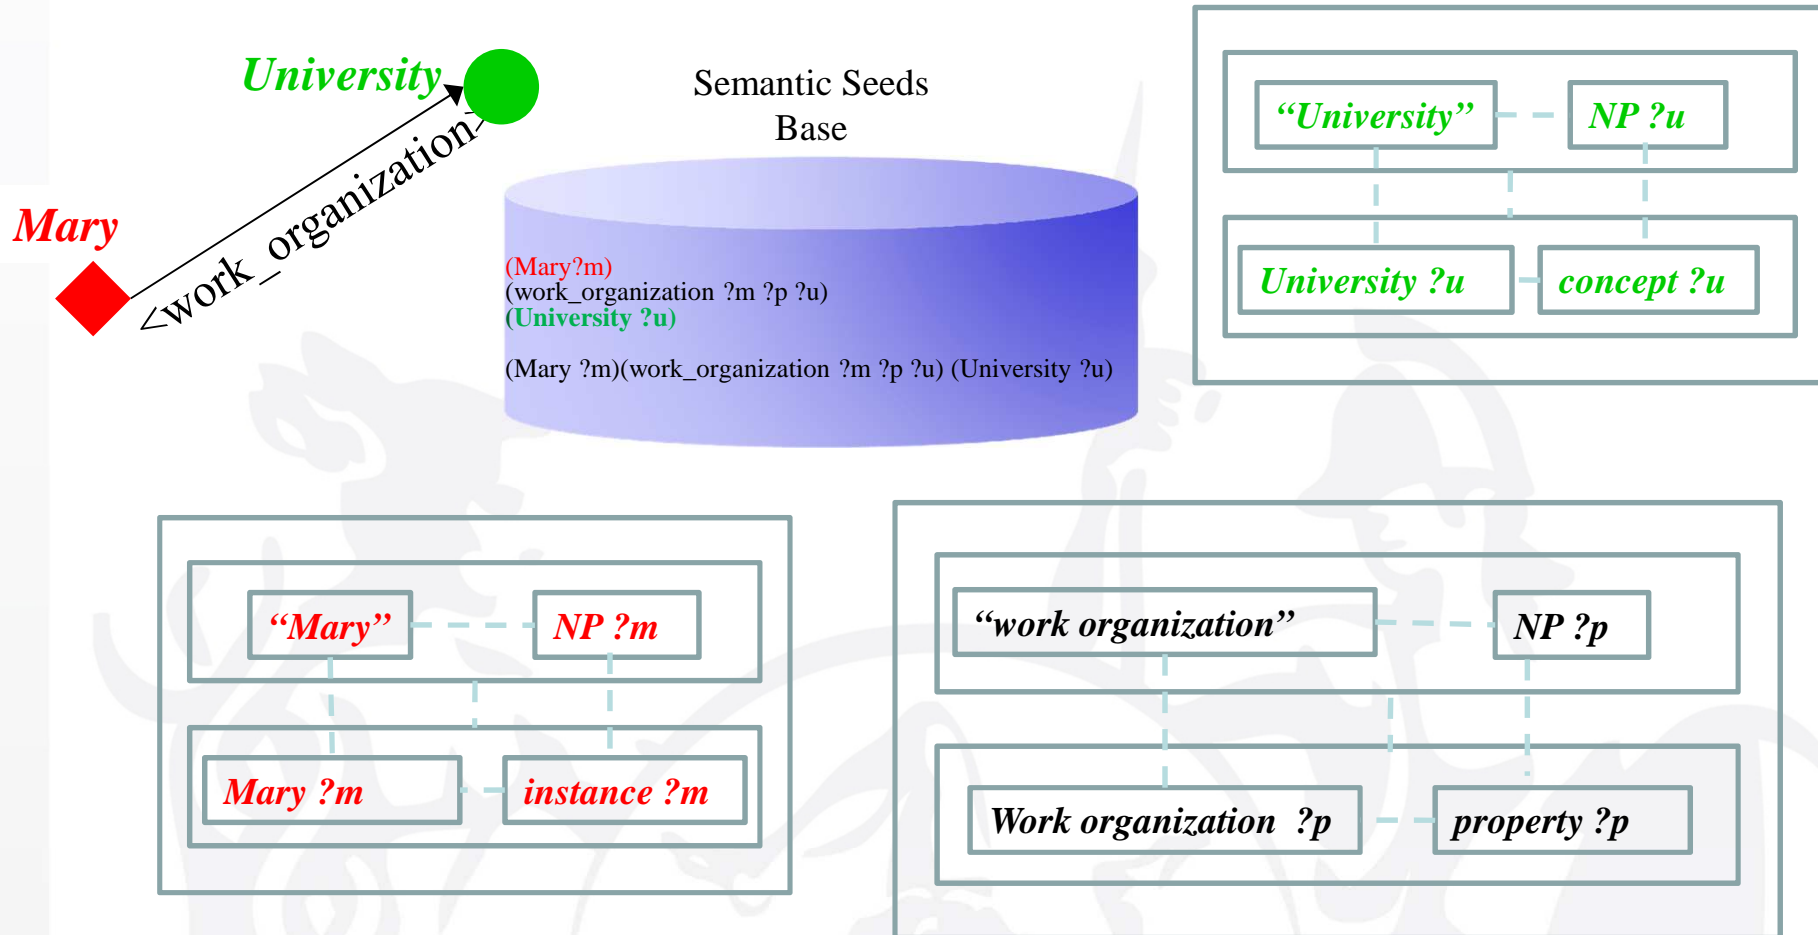 University
Mary
<work_organization>
Semantic Seeds
Base
(Mary?m)
(work_organization ?m ?p ?u)
(University ?u)
(Mary ?m)(work_organization ?m ?p ?u) (University ?u)
“University”
NP ?u
University ?u
concept ?u
“Mary”
NP ?m
Mary ?m
instance ?m
“work organization”
NP ?p
Work organization ?p
property ?p